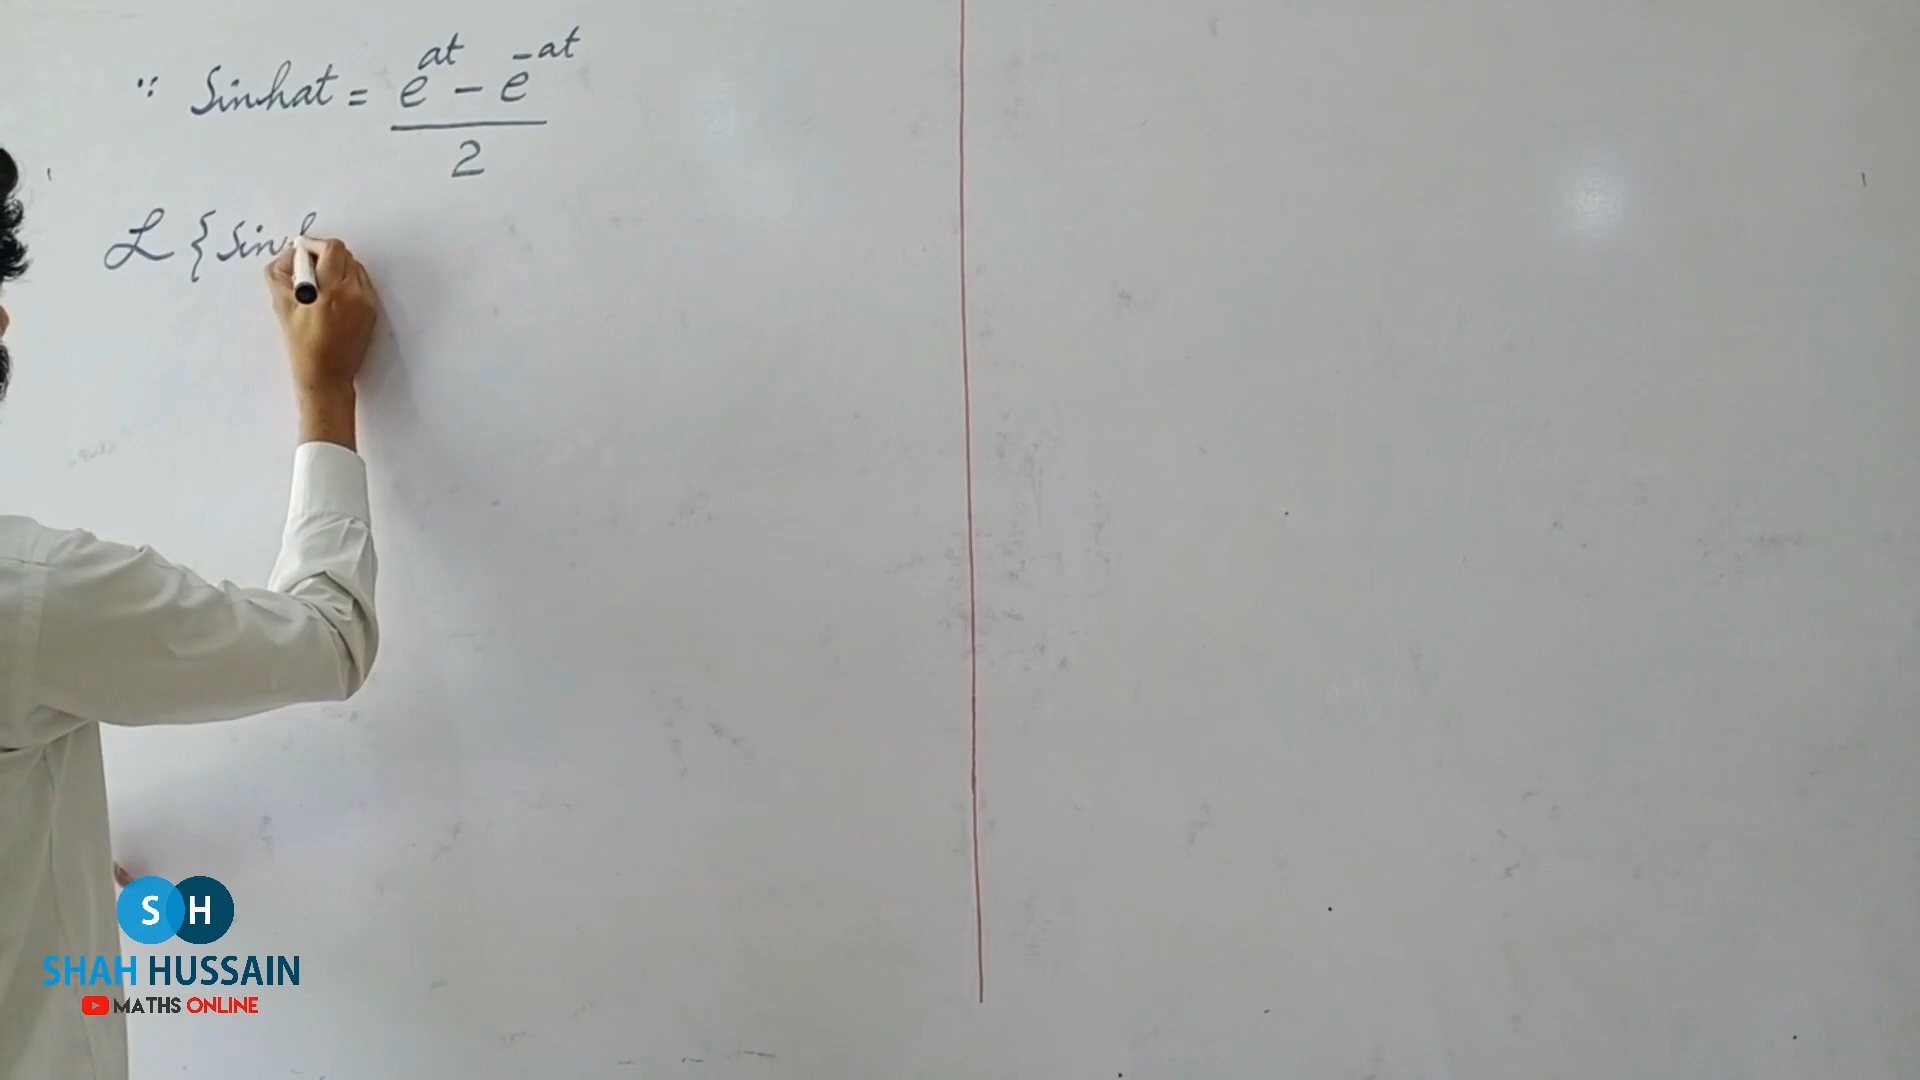 ∵ Sinhat = (e^at - e^-at)/2
ℒ {Sinh
S H
SHAH HUSSAIN
MATHS ONLINE